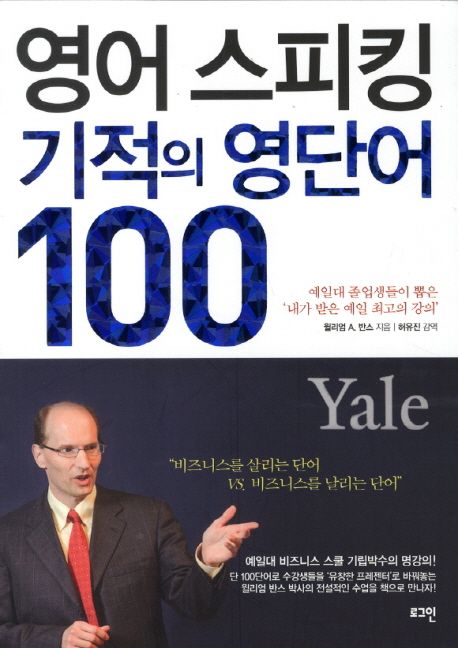 영어 스피킹
기적의 영단어
100
예일대 졸업생들이 뽑은
‘내가 받은 예일 최고의 강의’
윌리엄 A. 반스 지음 | 허유진 감역
Yale
“비즈니스를 살리는 단어
VS. 비즈니스를 날리는 단어”
예일대 비즈니스 스쿨 기립박수의 명강의!
단 100단어로 수강생들을 ‘유창한 프레젠터’로 바꿔놓는
윌리엄 반스 박사의 전설적인 수업을 책으로 만나자!
로그인